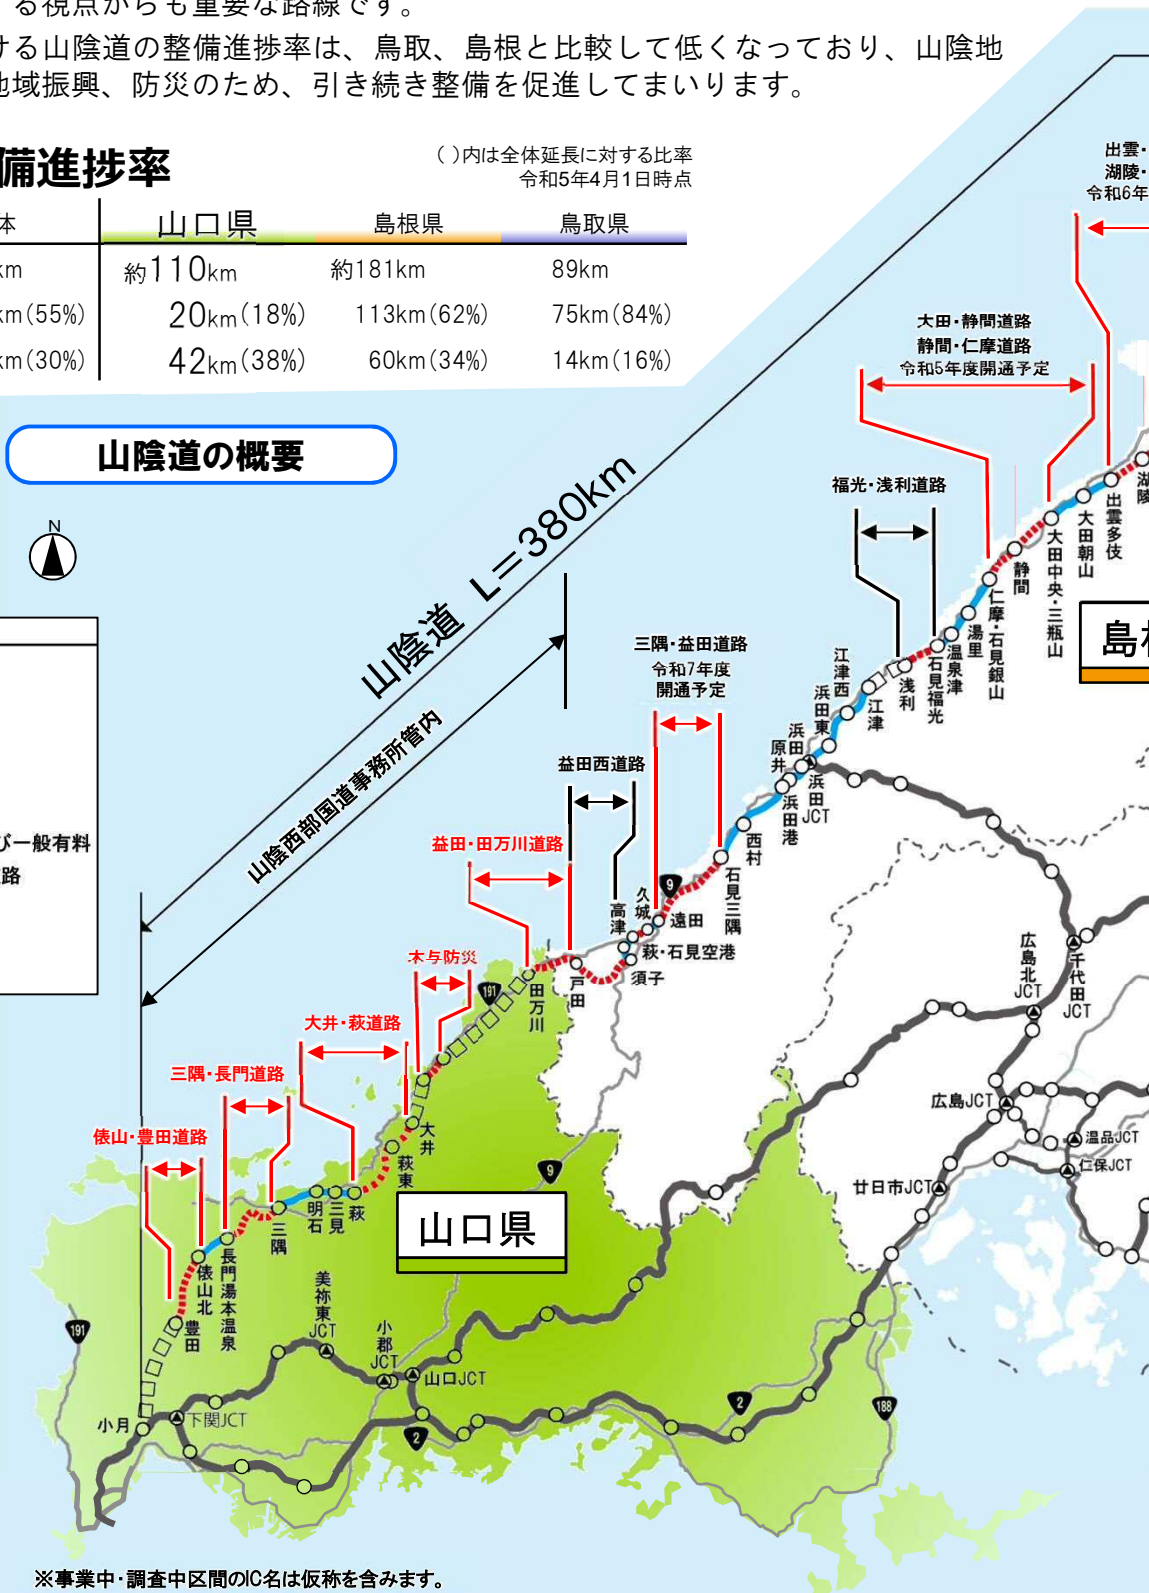 る視点からも重要な路線です。
ける山陰道の整備進捗率は、鳥取、島根と比較して低くなっており、山陰地
地域振興、防災のため、引き続き整備を促進してまいります。
備進捗率
( )内は全体延長に対する比率
令和5年4月1日時点
体 山口県 島根県 鳥取県
km 約110km 約181km 89km
km(55%) 20km(18%) 113km(62%) 75km(84%)
km(30%) 42km(38%) 60km(34%) 14km(16%)
山陰道の概要
N
出雲・
湖陵・
令和6年
大田・静間道路
静間・仁摩道路
令和5年度開通予定
福光・浅利道路
山陰道 L=380km
山陰西部国道事務所管内
三隅・益田道路
令和7年度
開通予定
益田西道路
益田・田万川道路
木与防災
大井・萩道路
三隅・長門道路
俵山・豊田道路
び一般有料
路
湖陵
出雲多伎
大田朝山
大田中央・三瓶山
静間
仁摩・石見銀山
湯里
温泉津
石見福光
浅利
江津
江津西
浜田東
浜田
浜田JCT
原井
浜田港
西村
石見三隅
9
遠田
久城
高津
萩・石見空港
須子
戸田
田万川
191
大井
萩東
萩
三見
明石
三隅
長門湯本温泉
俵山北
豊田
小月
下関JCT
美祢東JCT
小郡JCT
山口JCT
191
9
2
2
188
島根
山口県
広島北JCT
千代田JCT
広島JCT
温品JCT
仁保JCT
廿日市JCT
※事業中・調査中区間のIC名は仮称を含みます。